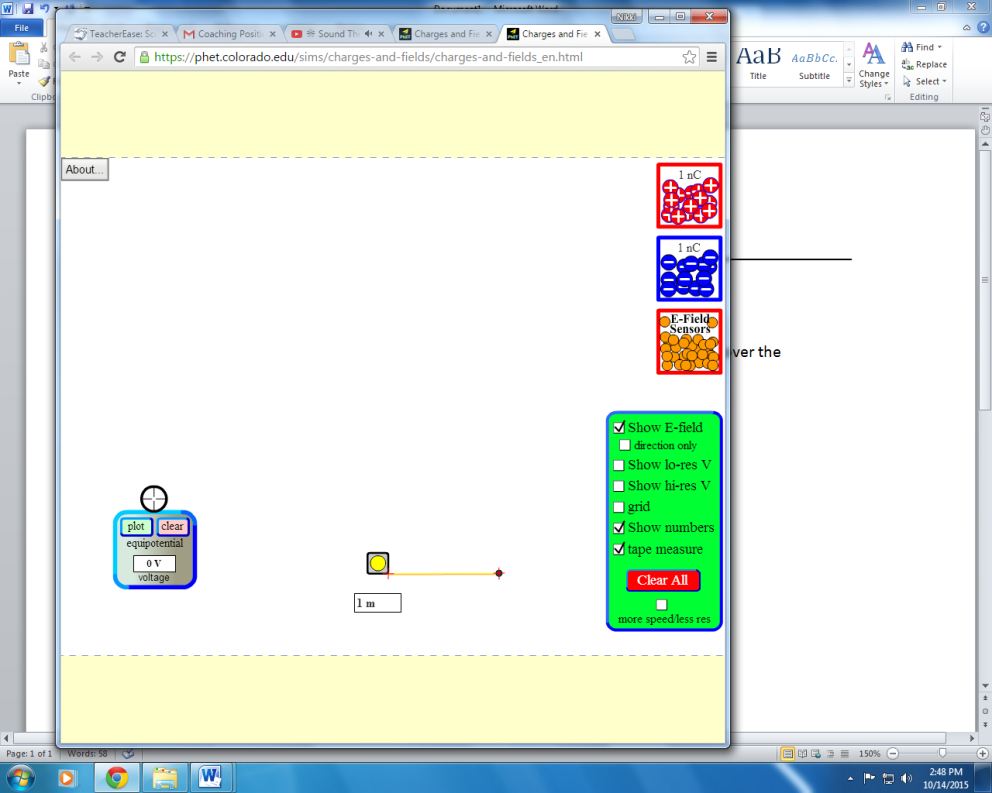 Nikki
File
TeacherEase: Sc
Coaching Positi
Sound Th
Charges and Fie
Charges and Fie
https://phet.colorado.edu/sims/charges-and-fields/charges-and-fields_en.html
Paste
Clipbo
AaB
Title
AaBbCc.
Subtitle
Change
Styles
Find
Replace
Select
Editing
About...
1 nC
1 nC
E-Field
Sensors
ver the
Show E-field
direction only
Show lo-res V
Show hi-res V
grid
Show numbers
tape measure
Clear All
more speed/less res
plot
clear
equipotential
0 V
voltage
1 m
Page: 1 of 1
Words: 58
150%
2:48 PM
10/14/2015